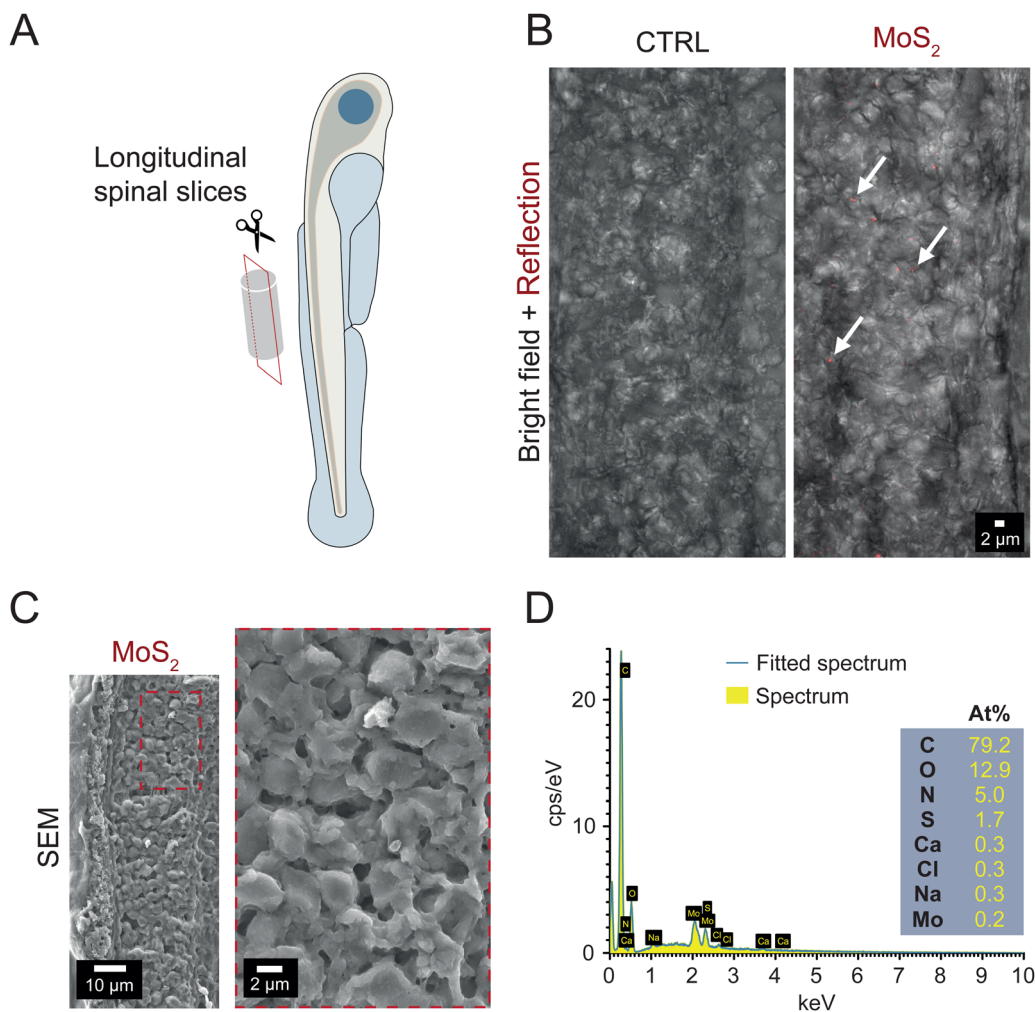 A
Longitudinal
spinal slices
B
CTRL
MoS₂
Bright field + Reflection
2 µm
C
MoS₂
SEM
10 µm
2 µm
D
Fitted spectrum
Spectrum
At%
C 79.2
O 12.9
N 5.0
S 1.7
Ca 0.3
Cl 0.3
Na 0.3
Mo 0.2
cps/eV
20
10
0
C
O
N
Ca
Na
Mo
S
Mo
Cl
Cl
Ca
Ca
0 1 2 3 4 5 6 7 8 9 10
keV